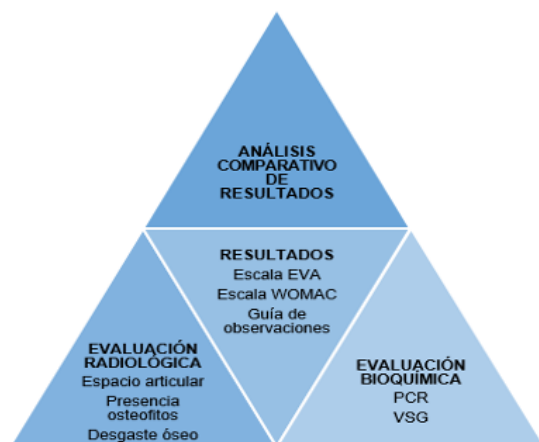 ANÁLISIS
COMPARATIVO
DE
RESULTADOS
RESULTADOS
Escala EVA
Escala WOMAC
Guía de
observaciones
EVALUACIÓN
RADIOLÓGICA
Espacio articular
Presencia
osteofitos
Desgaste óseo
EVALUACIÓN
BIOQUÍMICA
PCR
VSG